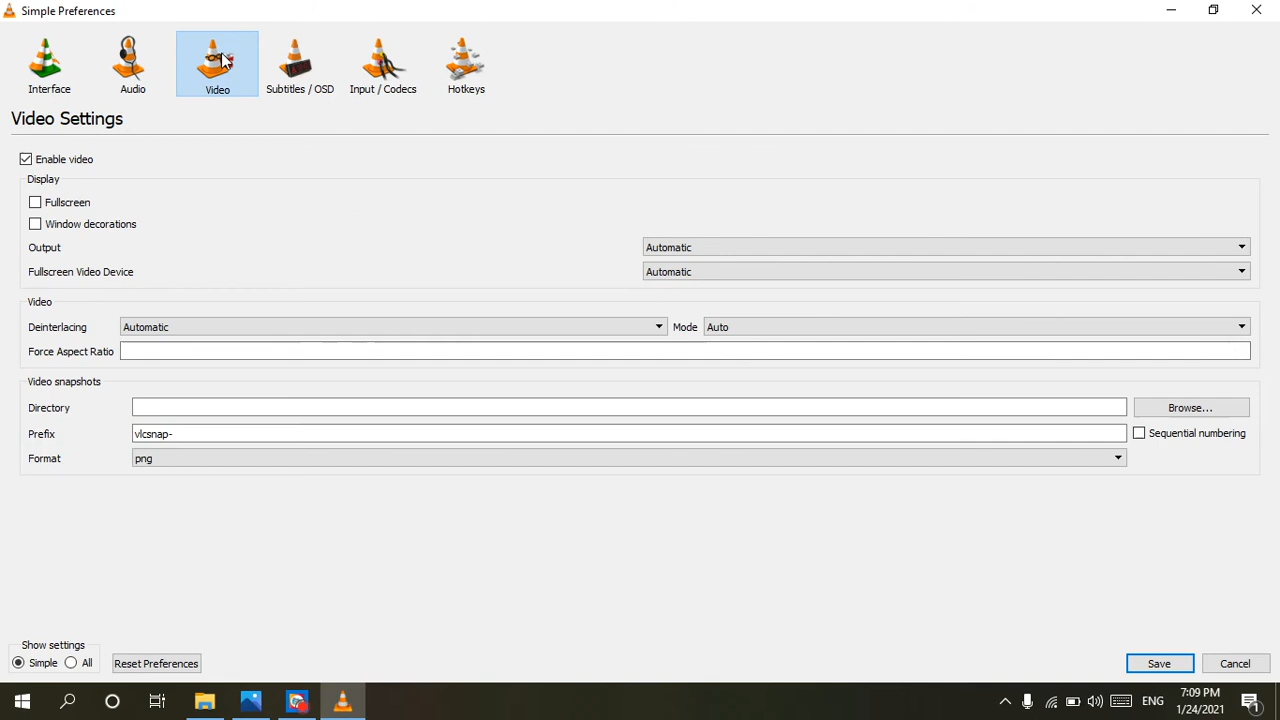 Simple Preferences
Interface Audio Video Subtitles / OSD Input / Codecs Hotkeys
Video Settings
Enable video
Display
Fullscreen
Window decorations
Output Automatic
Fullscreen Video Device Automatic
Video
Deinterlacing Automatic Mode Auto
Force Aspect Ratio
Video snapshots
Directory Browse...
Prefix vlcsnap- Sequential numbering
Format png
Show settings
Simple All Reset Preferences Save Cancel
ENG 7:09 PM
1/24/2021 1